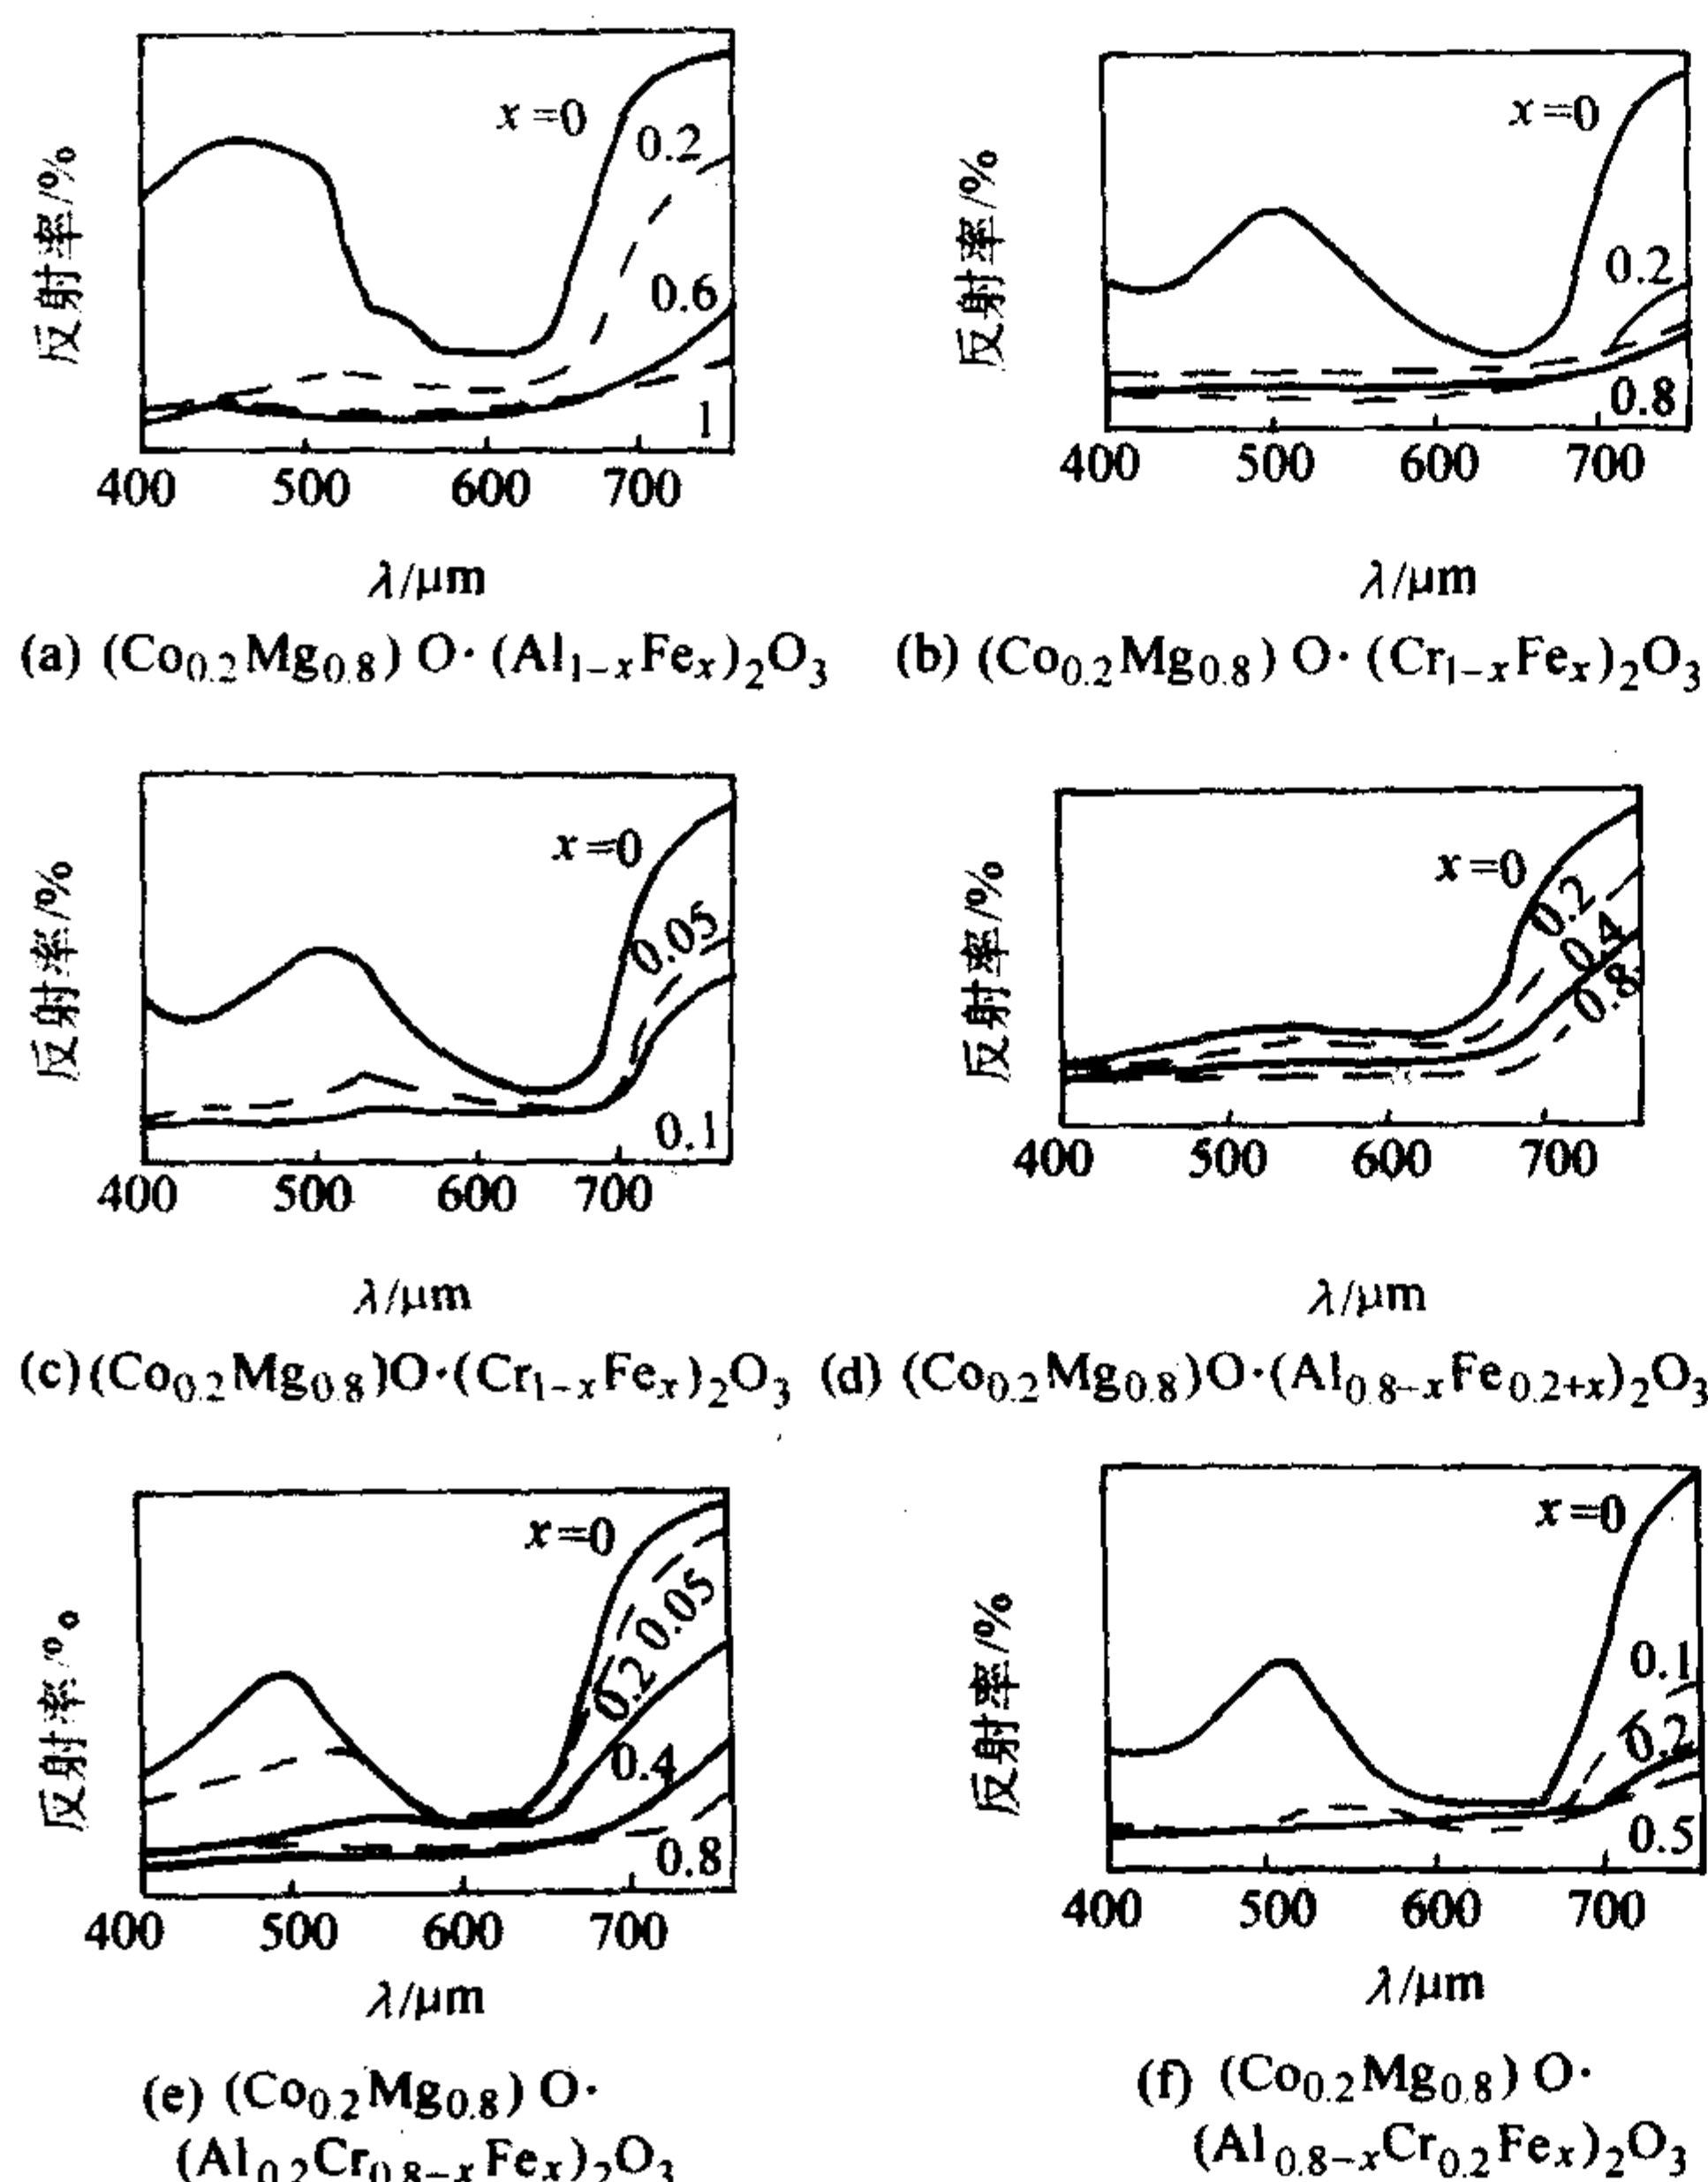 反射率/%
x=0
0.2
0.6
1
400 500 600 700
λ/μm
(a) (Co₀.₂Mg₀.₈) O· (Al₁₋ₓFeₓ)₂O₃
反射率/%
x=0
0.2
0.8
400 500 600 700
λ/μm
(b) (Co₀.₂Mg₀.₈) O· (Cr₁₋ₓFeₓ)₂O₃
反射率/%
x=0
0.05
0.1
400 500 600 700
λ/μm
(c) (Co₀.₂Mg₀.₈)O·(Cr₁₋ₓFeₓ)₂O₃
反射率/%
x=0
0.2
0.4
0.8
400 500 600 700
λ/μm
(d) (Co₀.₂Mg₀.₈)O·(Al₀.₈₋ₓFe₀.₂₊ₓ)₂O₃
反射率/%
x=0
0.05
0.2
0.4
0.8
400 500 600 700
λ/μm
(e) (Co₀.₂Mg₀.₈) O·
(Al₀.₂Cr₀.₈₋ₓFeₓ)₂O₃
反射率/%
x=0
0.1
0.2
0.5
400 500 600 700
λ/μm
(f) (Co₀.₂Mg₀.₈) O·
(Al₀.₈₋ₓCr₀.₂Feₓ)₂O₃